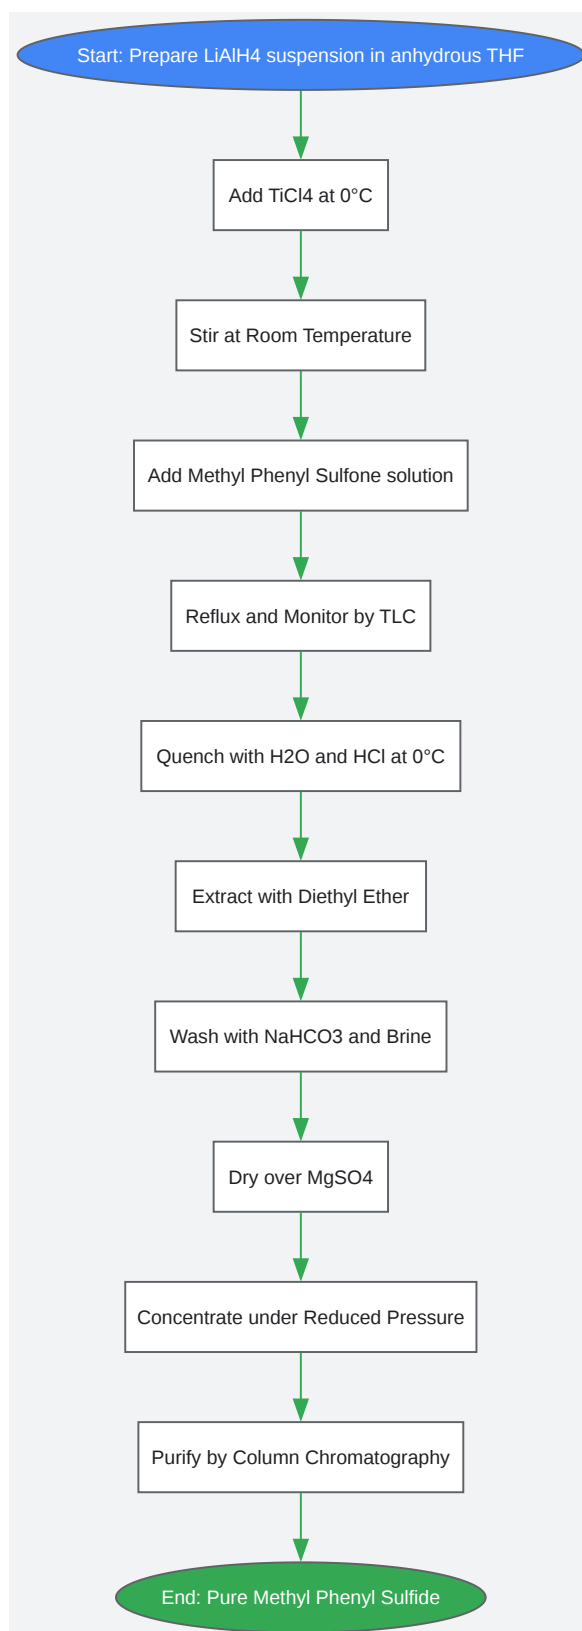 Start: Prepare LiAlH4 suspension in anhydrous THF
Add TiCl4 at 0°C
Stir at Room Temperature
Add Methyl Phenyl Sulfone solution
Reflux and Monitor by TLC
Quench with H2O and HCl at 0°C
Extract with Diethyl Ether
Wash with NaHCO3 and Brine
Dry over MgSO4
Concentrate under Reduced Pressure
Purify by Column Chromatography
End: Pure Methyl Phenyl Sulfide